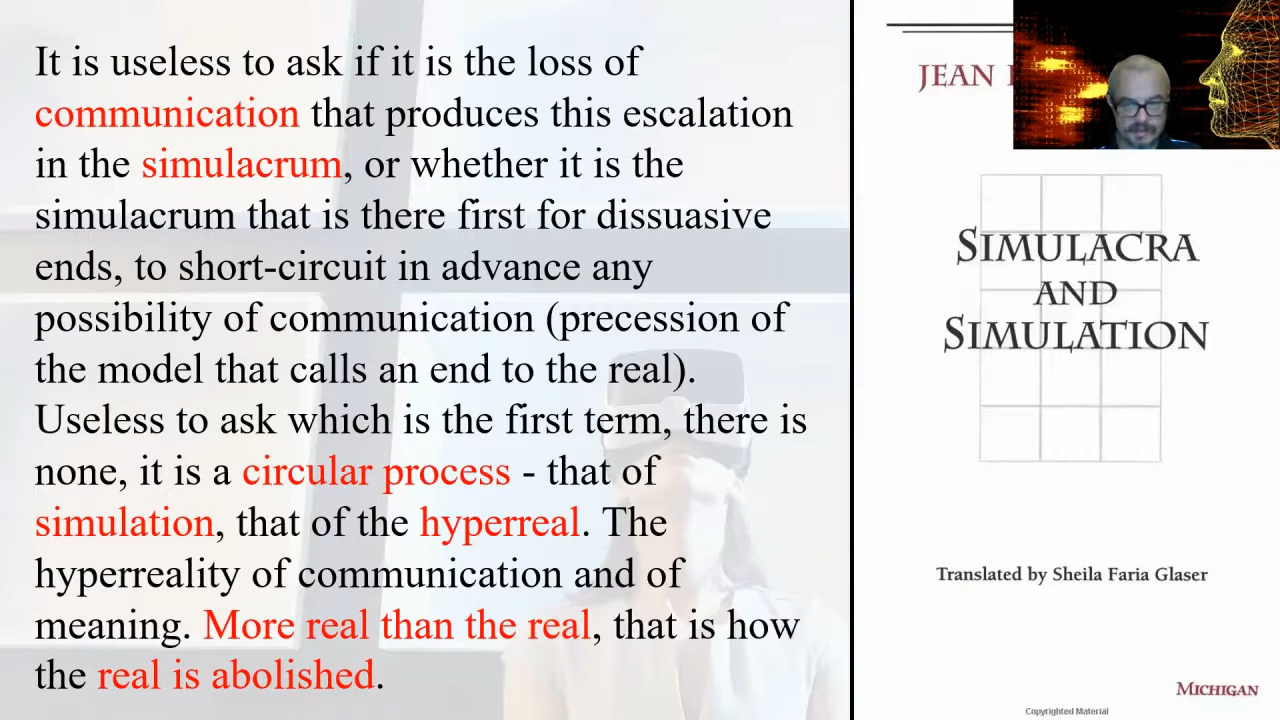 It is useless to ask if it is the loss of
communication that produces this escalation
in the simulacrum, or whether it is the
simulacrum that is there first for dissuasive
ends, to short-circuit in advance any
possibility of communication (precession of
the model that calls an end to the real).
Useless to ask which is the first term, there is
none, it is a circular process - that of
simulation, that of the hyperreal. The
hyperreality of communication and of
meaning. More real than the real, that is how
the real is abolished.
JEAN
SIMULACRA
AND
SIMULATION
Translated by Sheila Faria Glaser
MICHIGAN
Copyrighted Material